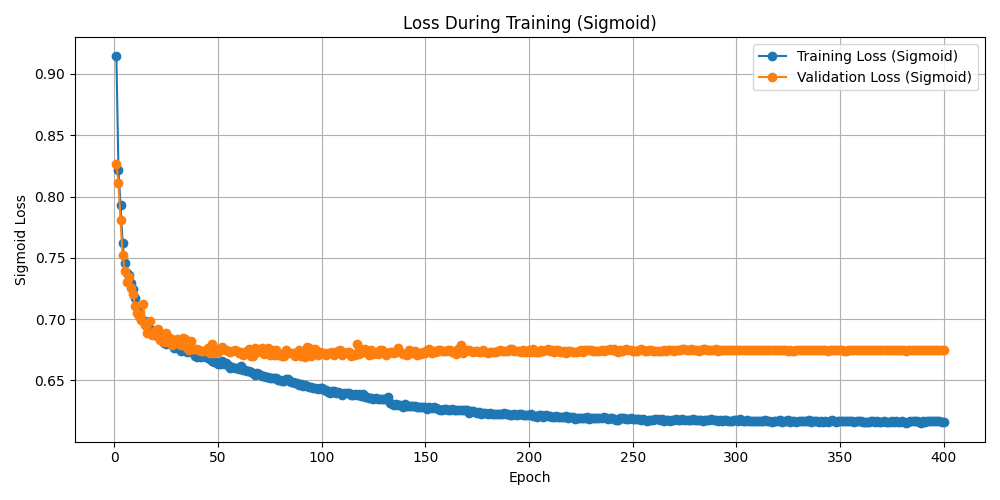 Loss During Training (Sigmoid)
Training Loss (Sigmoid)
Validation Loss (Sigmoid)
Sigmoid Loss
0.90
0.85
0.80
0.75
0.70
0.65
0 50 100 150 200 250 300 350 400
Epoch